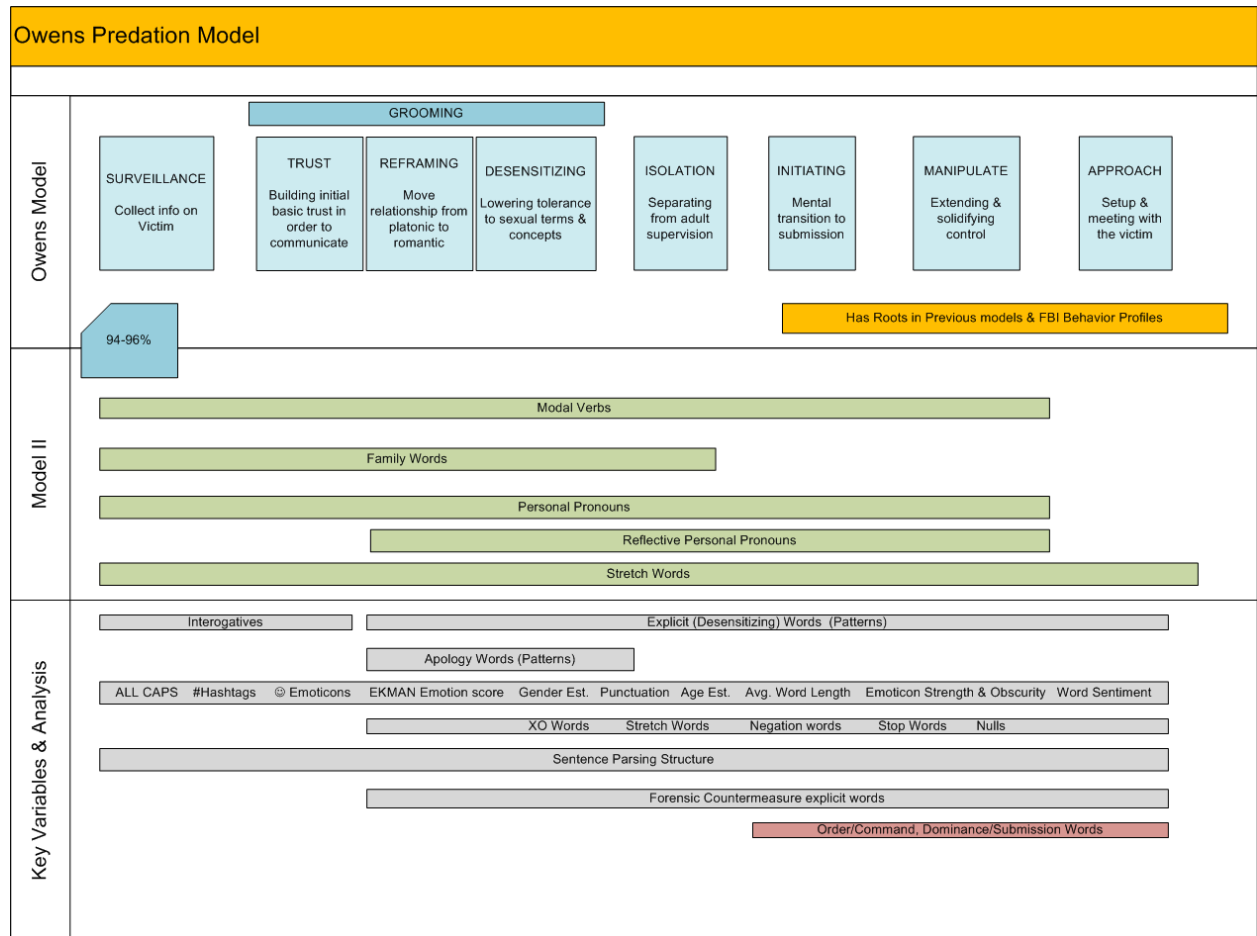 Owens Predation Model
Owens Model
GROOMING
SURVEILLANCE
Collect info on
Victim
TRUST
Building initial
basic trust in
order to
communicate
REFRAMING
Move
relationship from
platonic to
romantic
DESENSITIZING
Lowering tolerance
to sexual terms &
concepts
ISOLATION
Separating
from adult
supervision
INITIATING
Mental
transition to
submission
MANIPULATE
Extending &
solidifying
control
APPROACH
Setup &
meeting with
the victim
Has Roots in Previous models & FBI Behavior Profiles
94-96%
Model II
Modal Verbs
Family Words
Personal Pronouns
Reflective Personal Pronouns
Stretch Words
Key Variables & Analysis
Interogatives
Explicit (Desensitizing) Words (Patterns)
Apology Words (Patterns)
ALL CAPS #Hashtags ☺ Emoticons EKMAN Emotion score Gender Est. Punctuation Age Est. Avg. Word Length Emoticon Strength & Obscurity Word Sentiment
XO Words Stretch Words Negation words Stop Words Nulls
Sentence Parsing Structure
Forensic Countermeasure explicit words
Order/Command, Dominance/Submission Words